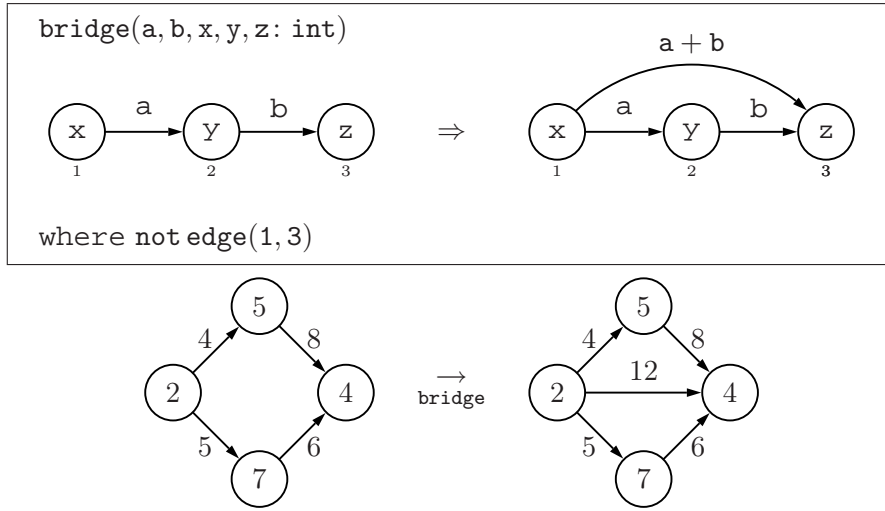 bridge(a, b, x, y, z: int)
a + b
x a y b z ⇒ x a y b z
1 2 3 1 2 3
where not edge(1, 3)
5 5
4 8 4 8
2 4 → 2 12 4
bridge
5 6 5 6
7 7